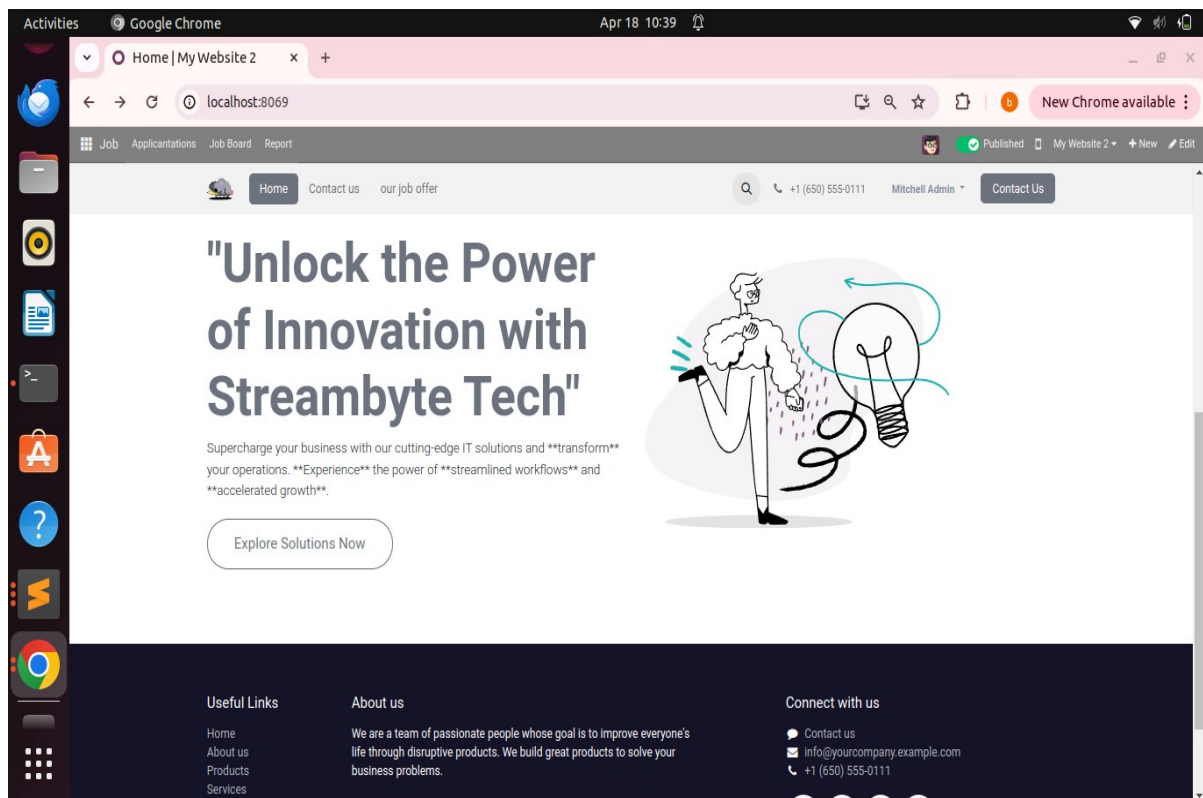 Activities Google Chrome Apr 18 10:39
Home | My Website 2
localhost:8069 b New Chrome available
Job Applicantations Job Board Report Published My Website 2 + New Edit
Home Contact us our job offer +1 (650) 555-0111 Mitchell Admin Contact Us
"Unlock the Power
of Innovation with
Streambyte Tech"
Supercharge your business with our cutting-edge IT solutions and **transform**
your operations. **Experience** the power of **streamlined workflows** and
**accelerated growth**.
Explore Solutions Now
Useful Links
Home
About us
Products
Services
About us
We are a team of passionate people whose goal is to improve everyone's
life through disruptive products. We build great products to solve your
business problems.
Connect with us
Contact us
info@yourcompany.example.com
+1 (650) 555-0111